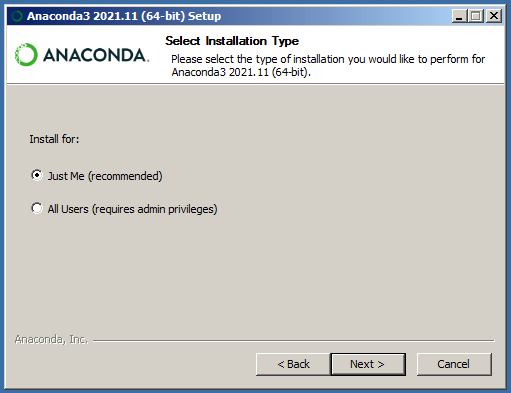 Anaconda3 2021.11 (64-bit) Setup
ANACONDA.
Select Installation Type
Please select the type of installation you would like to perform for
Anaconda3 2021.11 (64-bit).
Install for:
Just Me (recommended)
All Users (requires admin privileges)
Anaconda, Inc.
< Back
Next >
Cancel